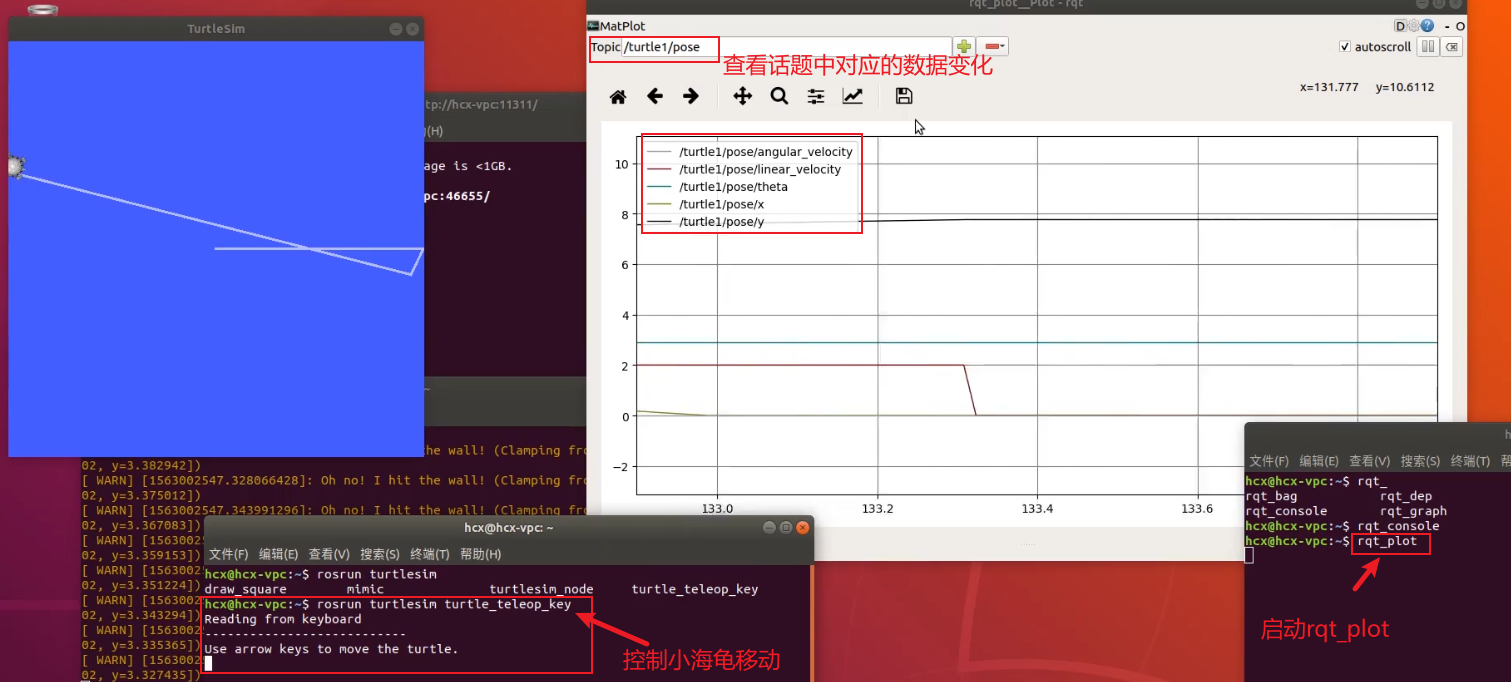 TurtleSim
tp://hcx-vpc:11311/
(H)
age is <1GB.
pc:46655/
rqt_plot__Plot - rqt
MatPlot
D
- O
Topic /turtle1/pose
autoscroll
查看话题中对应的数据变化
x=131.777 y=10.6112
/turtle1/pose/angular_velocity
/turtle1/pose/linear_velocity
/turtle1/pose/theta
/turtle1/pose/x
/turtle1/pose/y
10
8
6
4
2
0
−2
133.0 133.2 133.4 133.6
he wall! (Clamping fro
02, y=3.382942])
[ WARN] [1563002547.328066428]: Oh no! I hit the wall! (Clamping fro
02, y=3.375012])
[ WARN] [1563002547.343991296]: Oh no! I hit the wall! (Clamping fro
02, y=3.367083])
[ WARN] [1563002
02, y=3.359153])
[ WARN] [1563002
02, y=3.351224])
[ WARN] [1563002
02, y=3.343294])
[ WARN] [1563002
02, y=3.335365])
[ WARN] [1563002
02, y=3.327435])
hcx@hcx-vpc: ~
文件(F) 编辑(E) 查看(V) 搜索(S) 终端(T) 帮助(H)
hcx@hcx-vpc:~$ rosrun turtlesim
draw_square mimic turtlesim_node turtle_teleop_key
hcx@hcx-vpc:~$ rosrun turtlesim turtle_teleop_key
Reading from keyboard
---------------------------
Use arrow keys to move the turtle.
控制小海龟移动
h
文件(F) 编辑(E) 查看(V) 搜索(S) 终端(T) 帮
hcx@hcx-vpc:~$ rqt_
rqt_bag rqt_dep
rqt_console rqt_graph
hcx@hcx-vpc:~$ rqt_console
hcx@hcx-vpc:~$ rqt_plot
启动rqt_plot